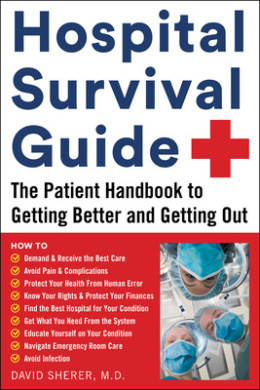 Hospital
Survival
Guide
The Patient Handbook to
Getting Better and Getting Out
HOW TO
Demand & Receive the Best Care
Avoid Pain & Complications
Protect Your Health From Human Error
Know Your Rights & Protect Your Finances
Find the Best Hospital for Your Condition
Get What You Need From the System
Educate Yourself on Your Condition
Navigate Emergency Room Care
Avoid Infection
DAVID SHERER, M.D.